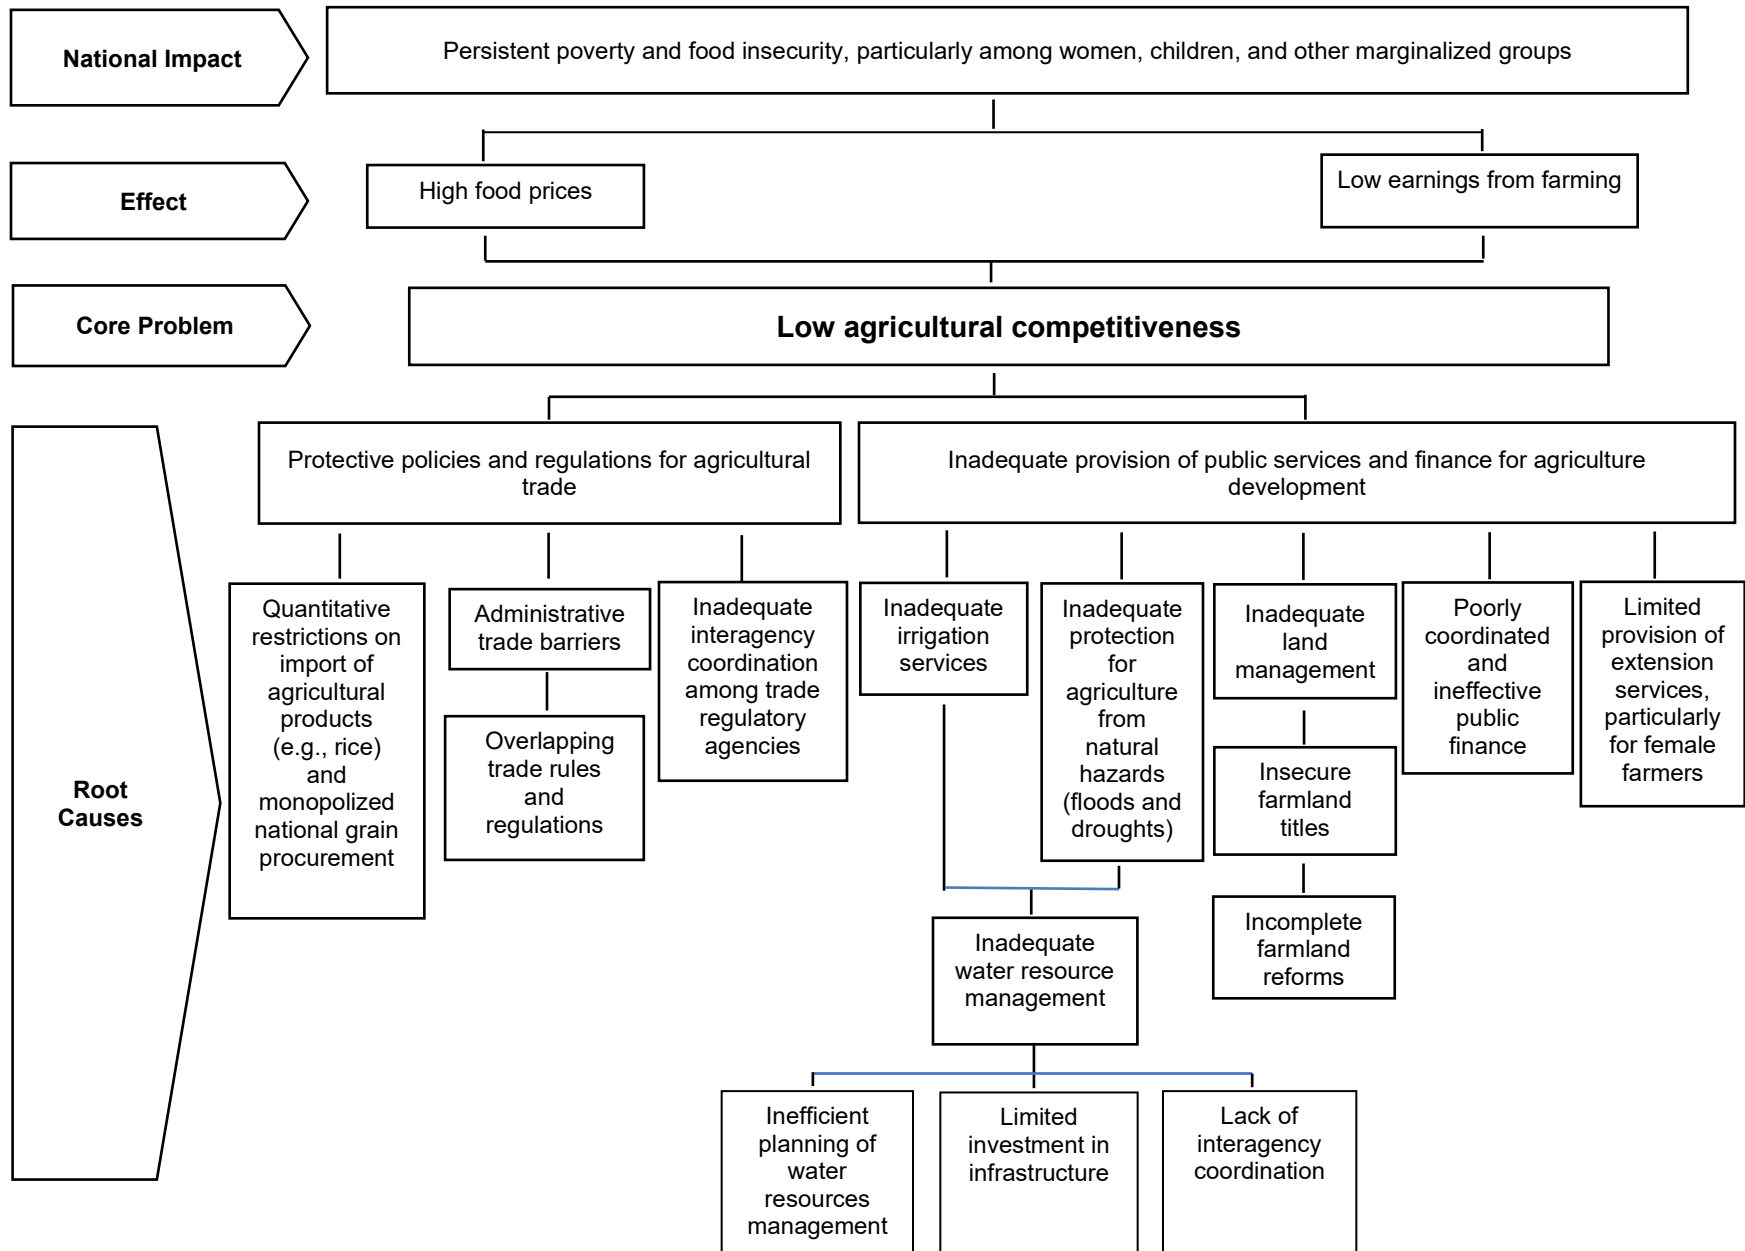 National Impact
Persistent poverty and food insecurity, particularly among women, children, and other marginalized groups
Effect
High food prices
Low earnings from farming
Core Problem
Low agricultural competitiveness
Root
Causes
Protective policies and regulations for agricultural
trade
Inadequate provision of public services and finance for agriculture
development
Quantitative
restrictions on
import of
agricultural
products
(e.g., rice)
and
monopolized
national grain
procurement
Administrative
trade barriers
Overlapping
trade rules
and
regulations
Inadequate
interagency
coordination
among trade
regulatory
agencies
Inadequate
irrigation
services
Inadequate
protection
for
agriculture
from
natural
hazards
(floods and
droughts)
Inadequate
land
management
Insecure
farmland
titles
Incomplete
farmland
reforms
Poorly
coordinated
and
ineffective
public
finance
Limited
provision of
extension
services,
particularly
for female
farmers
Inadequate
water resource
management
Inefficient
planning of
water
resources
management
Limited
investment in
infrastructure
Lack of
interagency
coordination